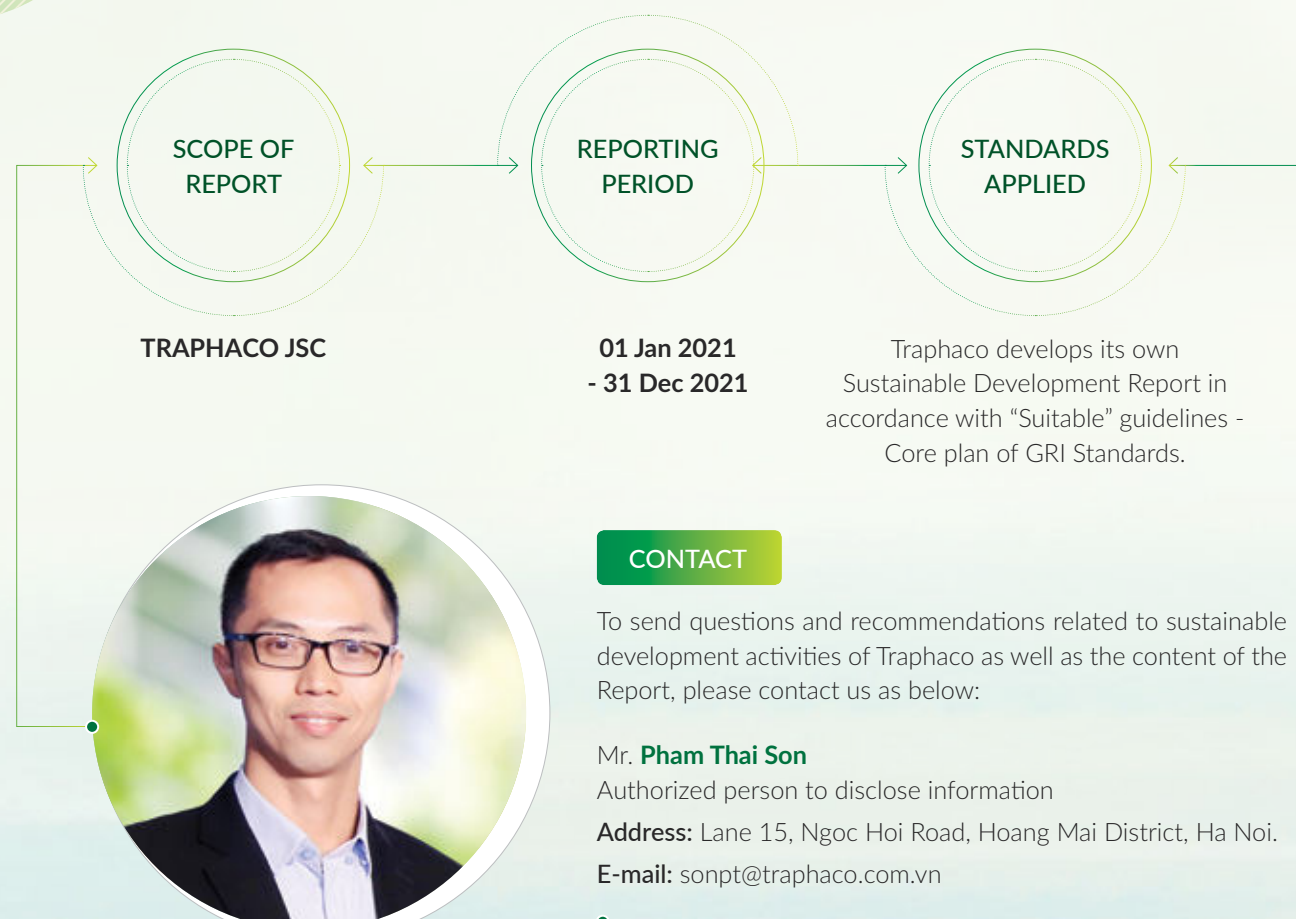 SCOPE OF
REPORT
REPORTING
PERIOD
STANDARDS
APPLIED
TRAPHACO JSC
01 Jan 2021
- 31 Dec 2021
Traphaco develops its own
Sustainable Development Report in
accordance with “Suitable” guidelines -
Core plan of GRI Standards.
CONTACT
To send questions and recommendations related to sustainable
development activities of Traphaco as well as the content of the
Report, please contact us as below:
Mr. Pham Thai Son
Authorized person to disclose information
Address: Lane 15, Ngoc Hoi Road, Hoang Mai District, Ha Noi.
E-mail: sonpt@traphaco.com.vn